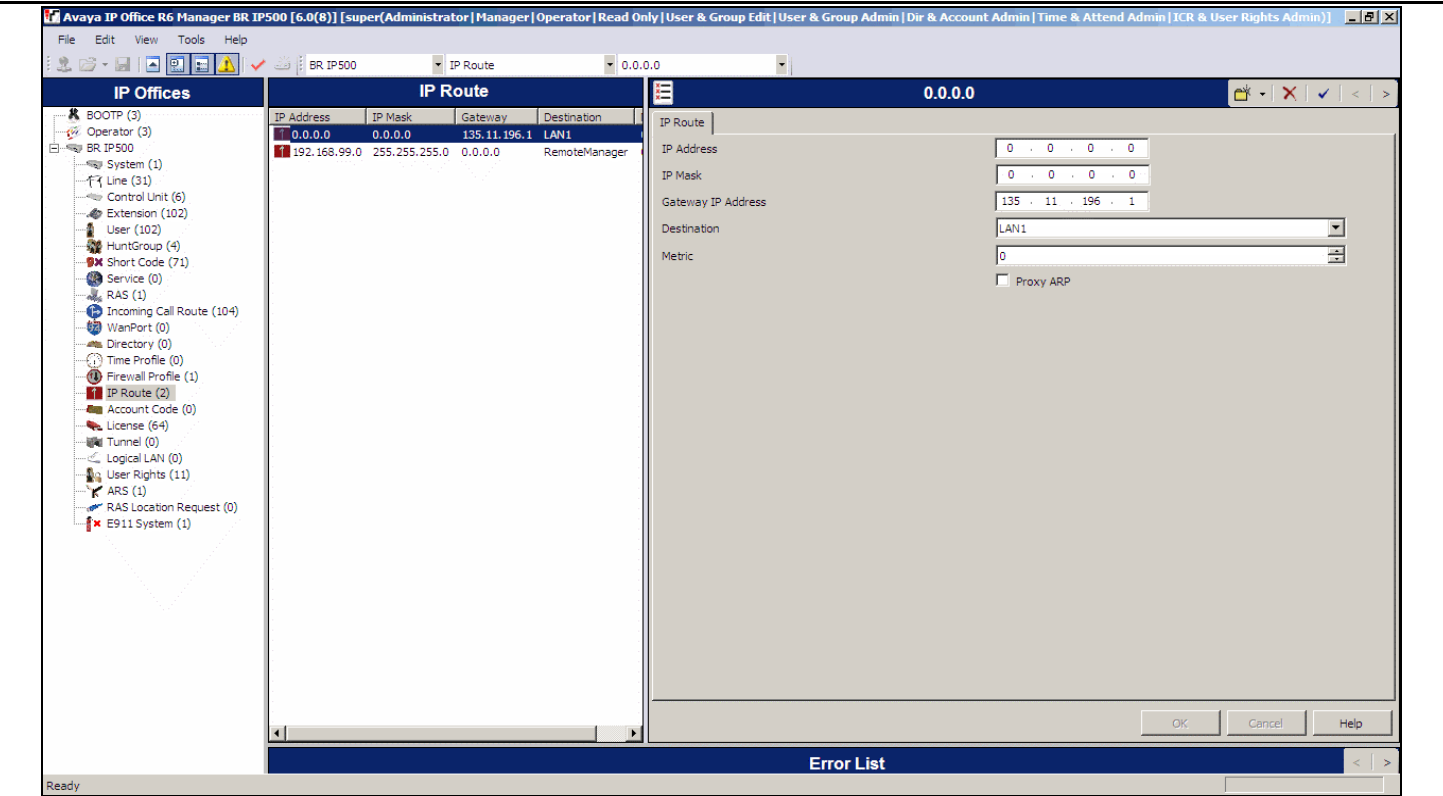 Avaya IP Office R6 Manager BR IP500 [6.0(8)] [super(Administrator|Manager|Operator|Read Only|User & Group Edit|User & Group Admin|Dir & Account Admin|Time & Attend Admin|ICR & User Rights Admin)]
File Edit View Tools Help
BR IP500 IP Route 0.0.0.0
IP Offices
BOOTP (3)
Operator (3)
BR IP500
System (1)
Line (31)
Control Unit (6)
Extension (102)
User (102)
HuntGroup (4)
Short Code (71)
Service (0)
RAS (1)
Incoming Call Route (104)
WanPort (0)
Directory (0)
Time Profile (0)
Firewall Profile (1)
IP Route (2)
Account Code (0)
License (64)
Tunnel (0)
Logical LAN (0)
User Rights (11)
ARS (1)
RAS Location Request (0)
E911 System (1)
IP Route
IP Address IP Mask Gateway Destination
0.0.0.0 0.0.0.0 135.11.196.1 LAN1
192.168.99.0 255.255.255.0 0.0.0.0 RemoteManager
0.0.0.0
IP Route
IP Address 0 . 0 . 0 . 0
IP Mask 0 . 0 . 0 . 0
Gateway IP Address 135 . 11 . 196 . 1
Destination LAN1
Metric 0
Proxy ARP
OK Cancel Help
Error List
Ready